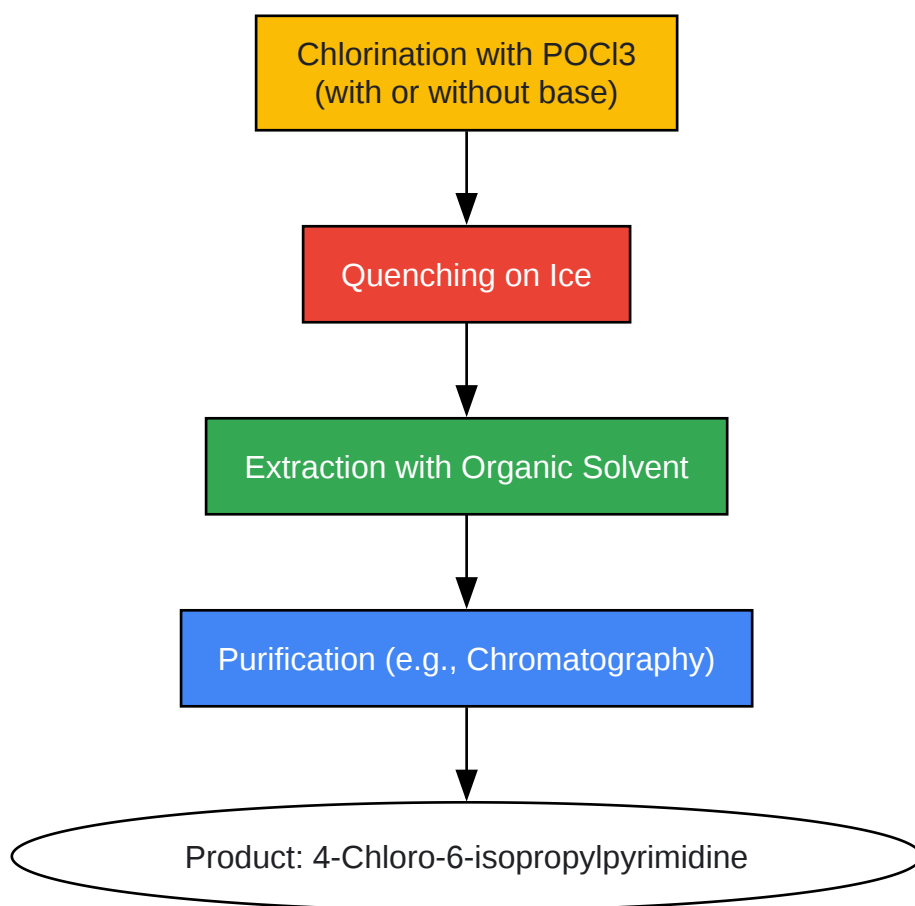 Chlorination with POCl3
(with or without base)
Quenching on Ice
Extraction with Organic Solvent
Purification (e.g., Chromatography)
Product: 4-Chloro-6-isopropylpyrimidine